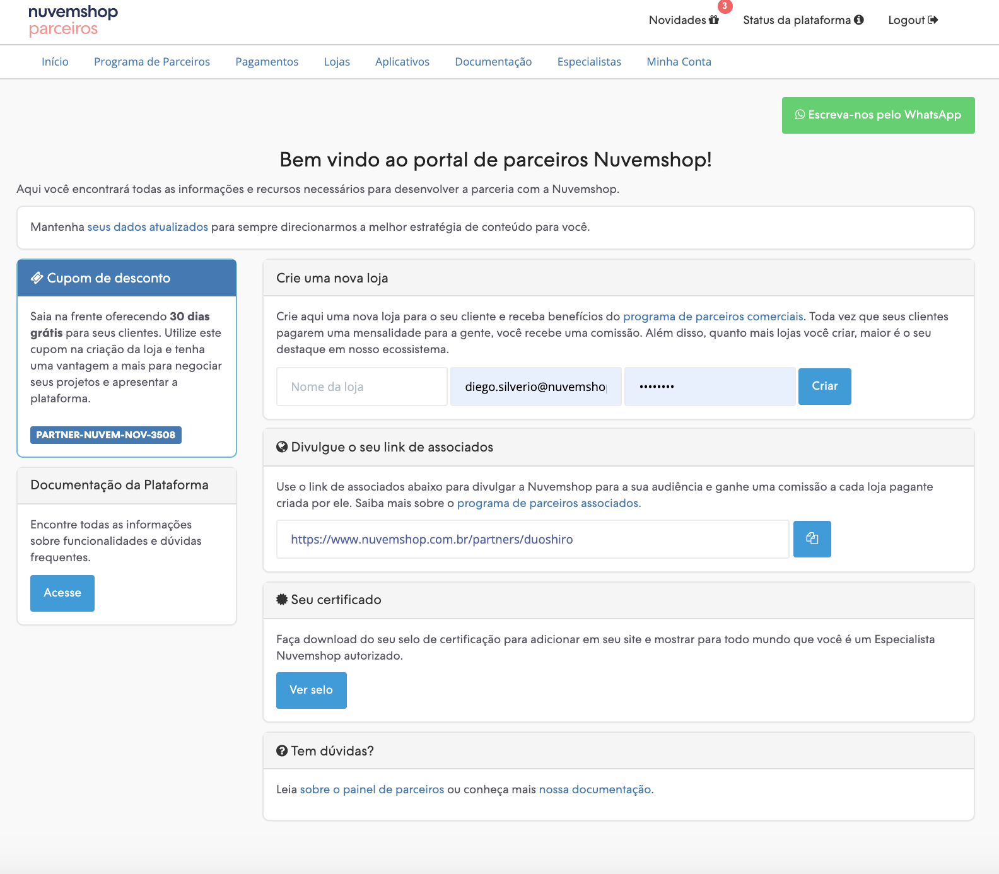 nuvemshop
parceiros
Novidades
3
Status da plataforma
Logout
Início
Programa de Parceiros
Pagamentos
Lojas
Aplicativos
Documentação
Especialistas
Minha Conta
Escreva-nos pelo WhatsApp
Bem vindo ao portal de parceiros Nuvemshop!
Aqui você encontrará todas as informações e recursos necessários para desenvolver a parceria com a Nuvemshop.
Mantenha seus dados atualizados para sempre direcionarmos a melhor estratégia de conteúdo para você.
Cupom de desconto
Saia na frente oferecendo 30 dias
grátis para seus clientes. Utilize este
cupom na criação da loja e tenha
uma vantagem a mais para negociar
seus projetos e apresentar a
plataforma.
PARTNER-NUVEM-NOV-3508
Documentação da Plataforma
Encontre todas as informações
sobre funcionalidades e dúvidas
frequentes.
Acesse
Crie uma nova loja
Crie aqui uma nova loja para o seu cliente e receba benefícios do programa de parceiros comerciais. Toda vez que seus clientes
pagarem uma mensalidade para a gente, você recebe uma comissão. Além disso, quanto mais lojas você criar, maior é o seu
destaque em nosso ecossistema.
Nome da loja
diego.silverio@nuvemsho
••••••••
Criar
Divulgue o seu link de associados
Use o link de associados abaixo para divulgar a Nuvemshop para a sua audiência e ganhe uma comissão a cada loja pagante
criada por ele. Saiba mais sobre o programa de parceiros associados.
https://www.nuvemshop.com.br/partners/duoshiro
Seu certificado
Faça download do seu selo de certificação para adicionar em seu site e mostrar para todo mundo que você é um Especialista
Nuvemshop autorizado.
Ver selo
Tem dúvidas?
Leia sobre o painel de parceiros ou conheça mais nossa documentação.